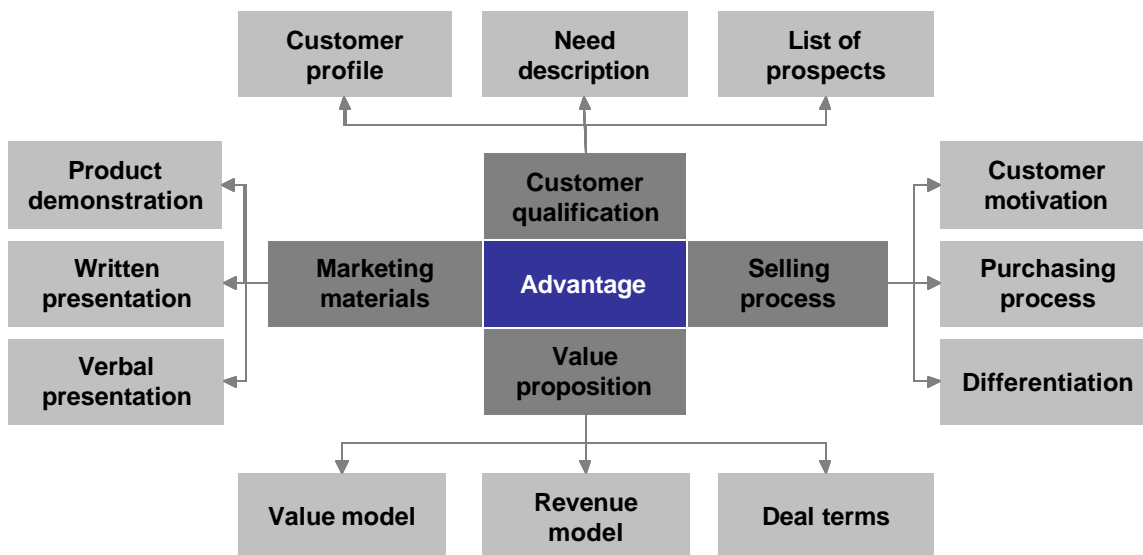 Customer
profile
Need
description
List of
prospects
Product
demonstration
Customer
qualification
Customer
motivation
Written
presentation
Marketing
materials
Advantage
Selling
process
Purchasing
process
Verbal
presentation
Value
proposition
Differentiation
Value model
Revenue
model
Deal terms